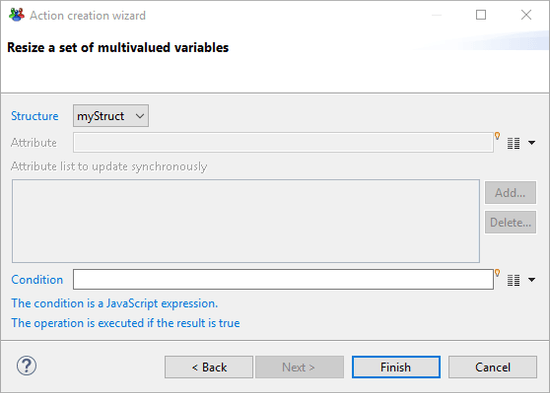 Action creation wizard
Resize a set of multivalued variables
Structure myStruct
Attribute
Attribute list to update synchronously
Add...
Delete...
Condition
The condition is a JavaScript expression.
The operation is executed if the result is true
? < Back Next > Finish Cancel